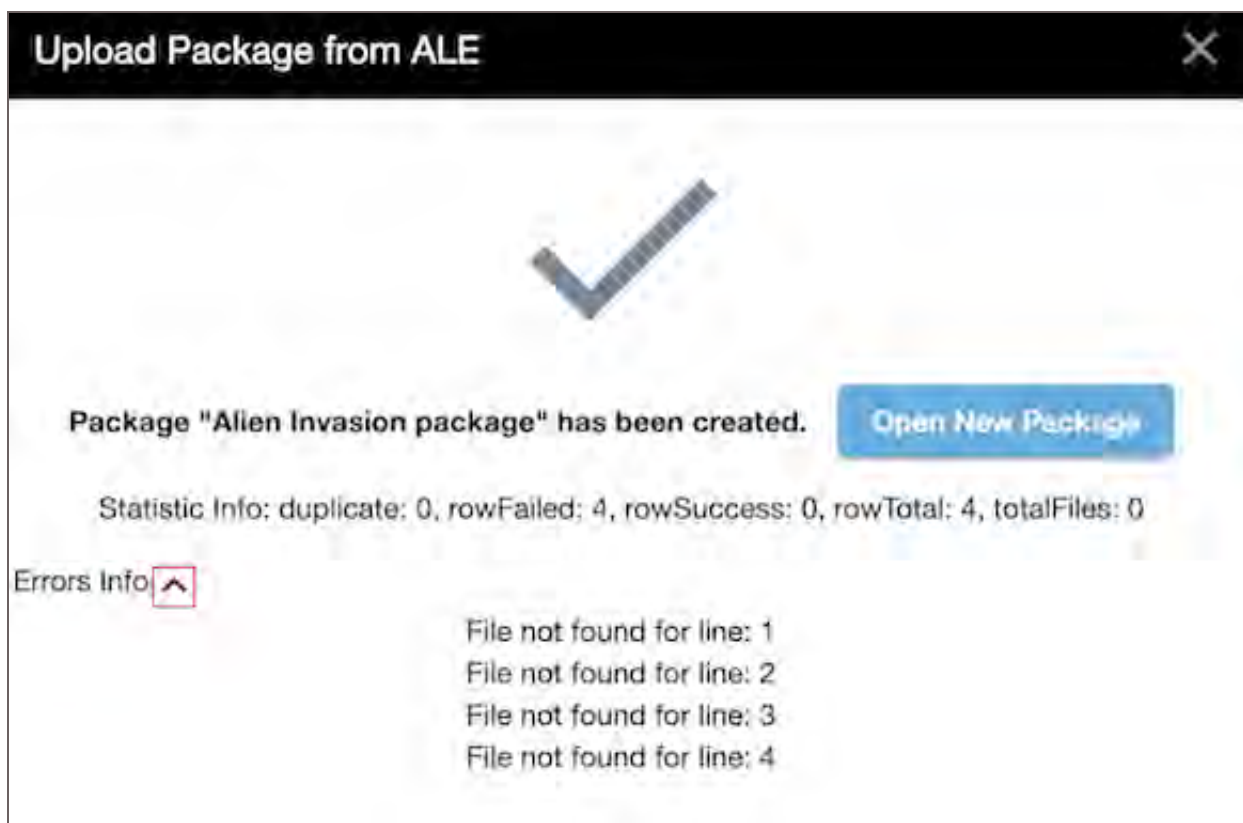 Upload Package from ALE
Package "Alien Invasion package" has been created.
Open New Package
Statistic Info: duplicate: 0, rowFailed: 4, rowSuccess: 0, rowTotal: 4, totalFiles: 0
Errors Info
File not found for line: 1
File not found for line: 2
File not found for line: 3
File not found for line: 4